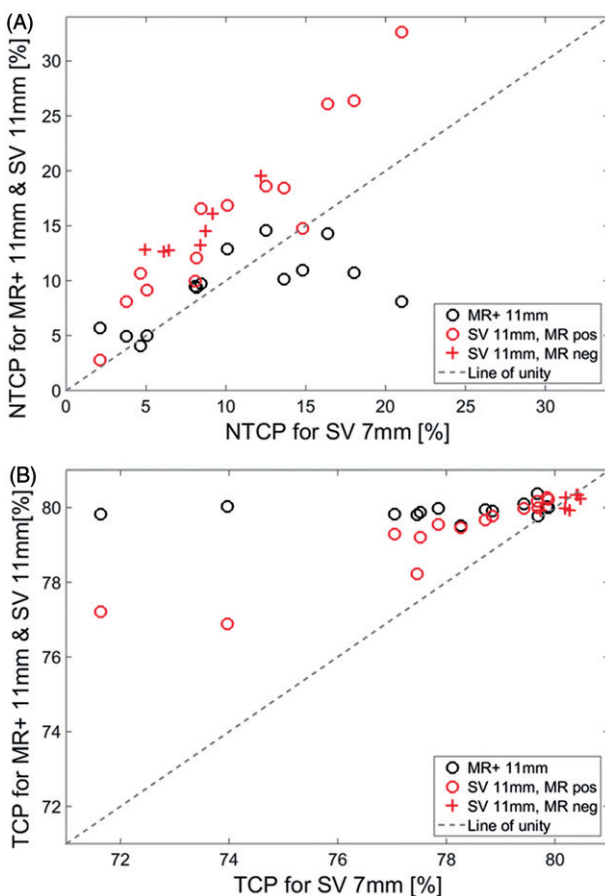 (A)
NTCP for MR+ 11mm & SV 11mm [%]
30
25
20
15
10
5
0
0 5 10 15 20 25 30
NTCP for SV 7mm [%]
MR+ 11mm
SV 11mm, MR pos
SV 11mm, MR neg
Line of unity
(B)
TCP for MR+ 11mm & SV 11mm[%]
80
78
76
74
72
72 74 76 78 80
TCP for SV 7mm [%]
MR+ 11mm
SV 11mm, MR pos
SV 11mm, MR neg
Line of unity